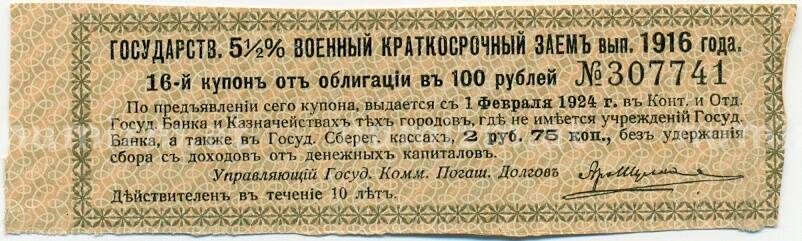 ГОСУДАРСТВ. 5½% ВОЕННЫЙ КРАТКОСРОЧНЫЙ ЗАЕМЪ вып. 1916 года.
16-й купонъ отъ облигаціи въ 100 рублей №307741
По предъявленіи сего купона, выдается съ 1 Февраля 1924 г. въ Конт. и Отд.
Госуд. Банка и Казначействахъ тѣхъ городовъ, гдѣ не имѣется учрежденій Госуд.
Банка, а также въ Госуд. Сберег. кассахъ, 2 руб. 75 коп., безъ удержанія
сбора съ доходовъ отъ денежныхъ капиталовъ.
Управляющій Госуд. Комм. Погаш. Долговъ
Дѣйствителенъ въ теченіе 10 лѣтъ.